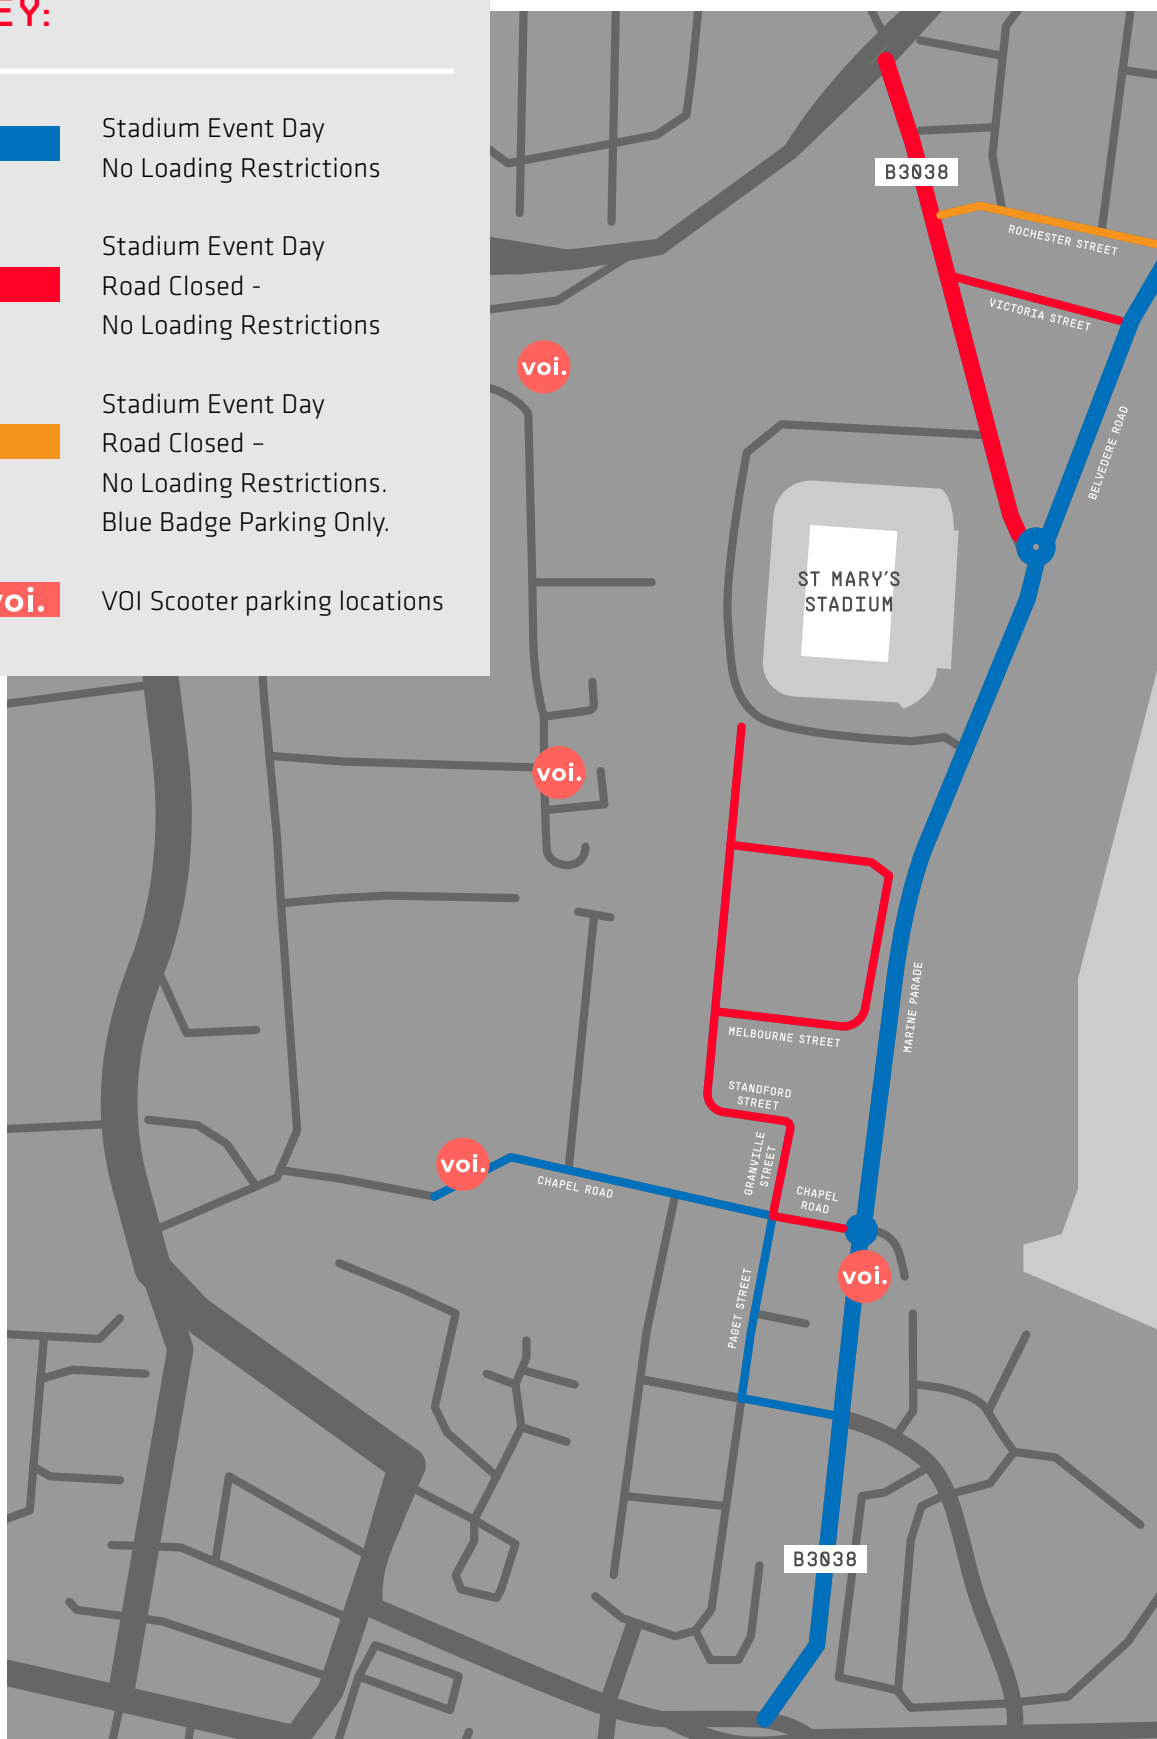 EY:
Stadium Event Day
No Loading Restrictions
Stadium Event Day
Road Closed -
No Loading Restrictions
Stadium Event Day
Road Closed –
No Loading Restrictions.
Blue Badge Parking Only.
voi.
VOI Scooter parking locations
B3038
ROCHESTER STREET
VICTORIA STREET
voi.
BELVEDERE ROAD
ST MARY'S
STADIUM
voi.
MARINE PARADE
MELBOURNE STREET
STANDFORD
STREET
GRANVILLE
STREET
voi.
CHAPEL ROAD
CHAPEL
ROAD
voi.
PAGET STREET
B3038